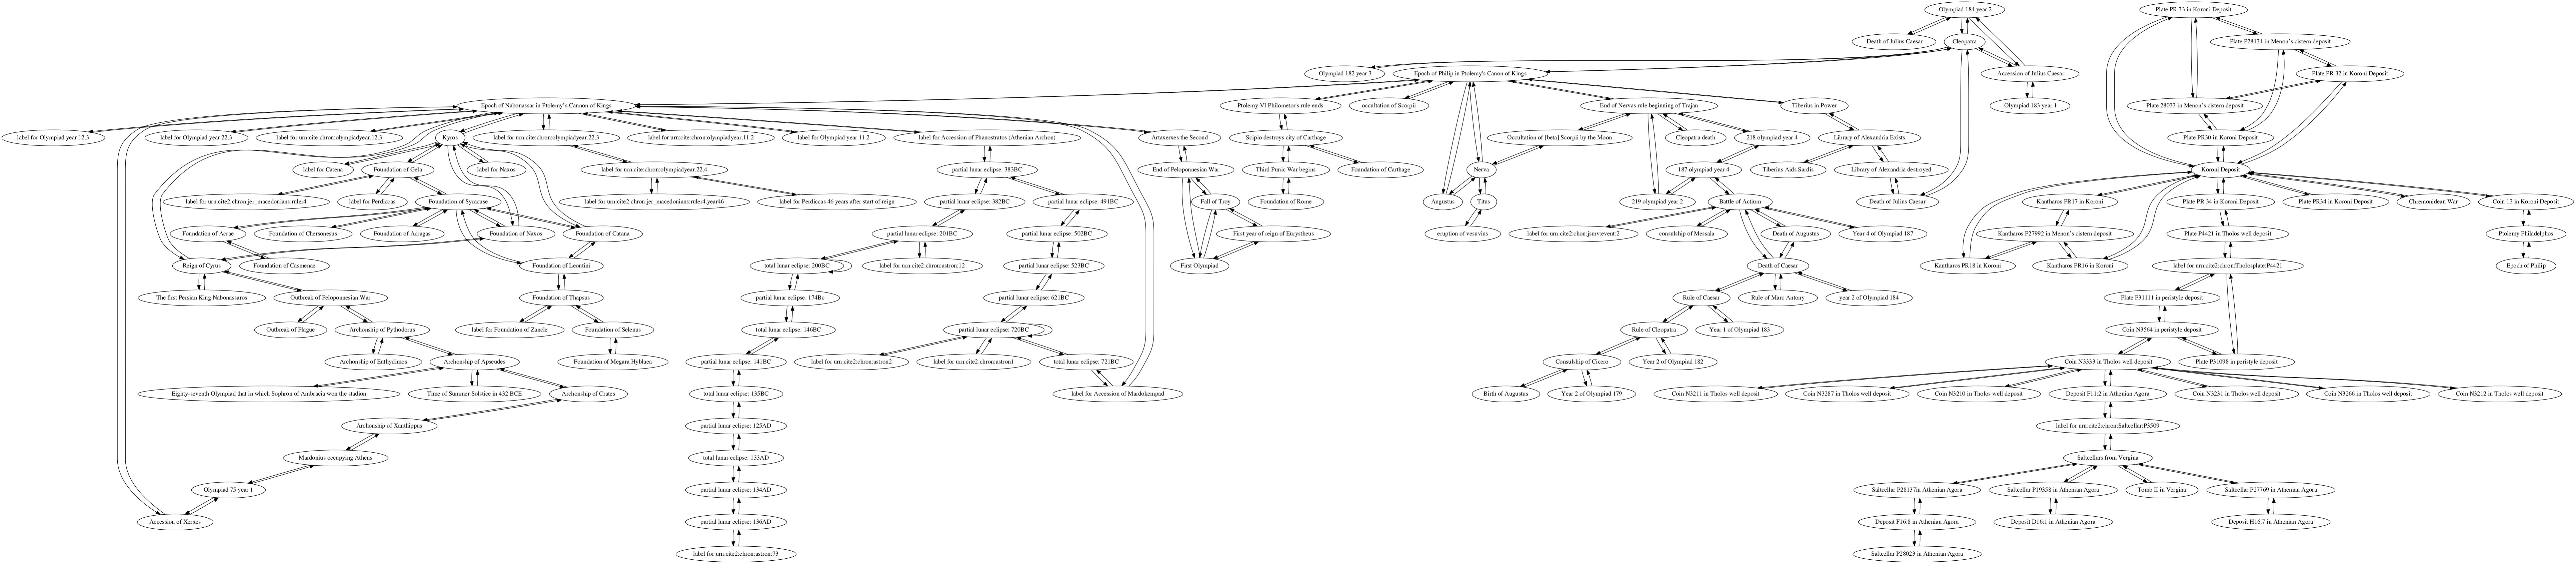 Olympiad 184 year 2
Plate PR 33 in Koroni Deposit
Death of Julius Caesar
Cleopatra
Plate P28134 in Menon's cistern deposit
Olympiad 182 year 3
Epoch of Philip in Ptolemy's Canon of Kings
Accession of Julius Caesar
Plate PR 32 in Koroni Deposit
Epoch of Nabonassar in Ptolemy's Cannon of Kings
Ptolemy VI Philometor's rule ends
occultation of Scorpii
End of Nervas rule beginning of Trajan
Tiberius in Power
Olympiad 183 year 1
Plate 28033 in Menon's cistern deposit
label for Olympiad year 12.3
label for Olympiad year 22.3
label for urn:cite:chron:olympiadyear.12.3
Kyros
label for urn:cite:chron:olympiadyear.22.3
label for urn:cite:chron:olympiadyear.11.2
label for Olympiad year 11.2
label for Accession of Phanestratos (Athenian Archon)
Artaxerxes the Second
Scipio destroys city of Carthage
Occultation of [beta] Scorpii by the Moon
Cleopatra death
218 olympiad year 4
Library of Alexandria Exists
Plate PR30 in Koroni Deposit
label for Catena
Foundation of Gela
label for Naxos
label for urn:cite:chron:olympiadyear.22.4
partial lunar eclipse: 383BC
End of Peloponnesian War
Third Punic War begins
Foundation of Carthage
Nerva
187 olympiad year 4
Tiberius Aids Sardis
Library of Alexandria destroyed
Koroni Deposit
label for urn:cite2:chron:jer_macedonians:ruler4
label for Perdiccas
Foundation of Syracuse
label for urn:cite2:chron:jer_macedonians:ruler4.year46
label for Perdiccas 46 years after start of reign
partial lunar eclipse: 382BC
partial lunar eclipse: 491BC
Fall of Troy
Foundation of Rome
Augustus
Titus
219 olympiad year 2
Battle of Actium
Death of Julius Caesar
Kantharos PR17 in Koroni
Plate PR 34 in Koroni Deposit
Plate PR34 in Koroni Deposit
Chremonidean War
Coin 13 in Koroni Deposit
Foundation of Acrae
Foundation of Chersonesus
Foundation of Acragas
Foundation of Naxos
Foundation of Catana
partial lunar eclipse: 201BC
partial lunar eclipse: 502BC
First year of reign of Eurystheus
eruption of vesuvius
label for urn:cite2:chon/jsmv:event:2
consulship of Messala
Death of Augustus
Year 4 of Olympiad 187
Kantharos P27992 in Menon's cistern deposit
Plate P4421 in Tholos well deposit
Ptolemy Philadelphos
Reign of Cyrus
Foundation of Casmenae
Foundation of Leontini
total lunar eclipse: 200BC
label for urn:cite2:chron:astron:12
partial lunar eclipse: 523BC
First Olympiad
Death of Caesar
Kantharos PR18 in Koroni
Kantharos PR16 in Koroni
label for urn:cite2:chron:Tholosplate:P4421
Epoch of Philip
The first Persian King Nabonassaros
Outbreak of Peloponnesian War
Foundation of Thapsus
partial lunar eclipse: 174Bc
partial lunar eclipse: 621BC
Rule of Caesar
Rule of Marc Antony
year 2 of Olympiad 184
Plate P31111 in peristyle deposit
Outbreak of Plague
Archonship of Pythodorus
label for Foundation of Zancle
Foundation of Selenus
total lunar eclipse: 146BC
partial lunar eclipse: 720BC
Rule of Cleopatra
Year 1 of Olympiad 183
Coin N3564 in peristyle deposit
Archonship of Euthydimos
Archonship of Apseudes
Foundation of Megara Hyblaea
partial lunar eclipse: 141BC
label for urn:cite2:chron:astron2
label for urn:cite2:chron:astron1
total lunar eclipse: 721BC
Consulship of Cicero
Year 2 of Olympiad 182
Coin N3333 in Tholos well deposit
Plate P31098 in peristyle deposit
Eighty-seventh Olympiad that in which Sophron of Ambracia won the stadion
Time of Summer Solstice in 432 BCE
Archonship of Crates
total lunar eclipse: 135BC
label for Accession of Mardokempad
Birth of Augustus
Year 2 of Olympiad 179
Coin N3211 in Tholos well deposit
Coin N3287 in Tholos well deposit
Coin N3210 in Tholos well deposit
Deposit F11:2 in Athenian Agora
Coin N3231 in Tholos well deposit
Coin N3266 in Tholos well deposit
Coin N3212 in Tholos well deposit
Archonship of Xanthippus
partial lunar eclipse: 125AD
label for urn:cite2:chron:Saltcellar:P3509
Mardonius occupying Athens
total lunar eclipse: 133AD
Saltcellars from Vergina
Olympiad 75 year 1
partial lunar eclipse: 134AD
Saltcellar P28137in Athenian Agora
Saltcellar P19358 in Athenian Agora
Tomb II in Vergina
Saltcellar P27769 in Athenian Agora
Accession of Xerxes
partial lunar eclipse: 136AD
Deposit F16:8 in Athenian Agora
Deposit D16:1 in Athenian Agora
Deposit H16:7 in Athenian Agora
label for urn:cite2:chron:astron:73
Saltcellar P28023 in Athenian Agora